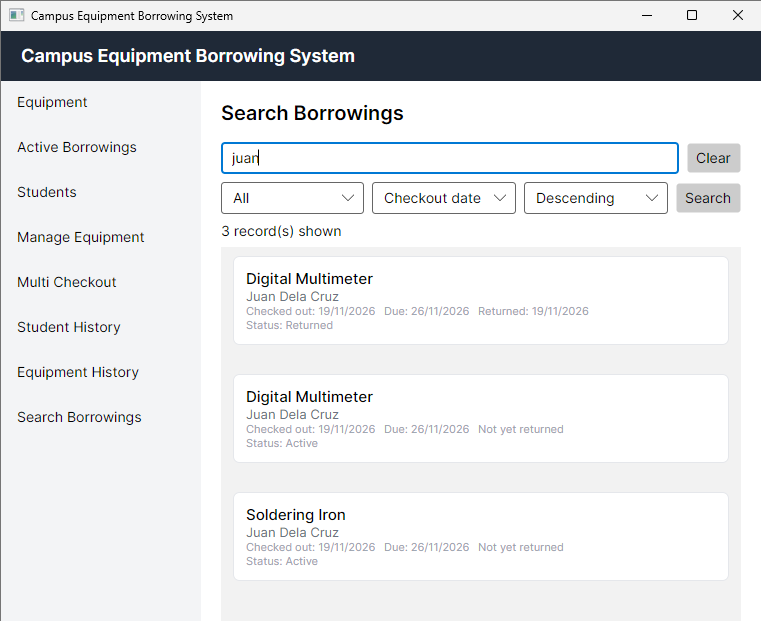 Campus Equipment Borrowing System
Campus Equipment Borrowing System
Equipment
Active Borrowings
Students
Manage Equipment
Multi Checkout
Student History
Equipment History
Search Borrowings
Search Borrowings
juan
Clear
All
Checkout date
Descending
Search
3 record(s) shown
Digital Multimeter
Juan Dela Cruz
Checked out: 19/11/2026 Due: 26/11/2026 Returned: 19/11/2026
Status: Returned
Digital Multimeter
Juan Dela Cruz
Checked out: 19/11/2026 Due: 26/11/2026 Not yet returned
Status: Active
Soldering Iron
Juan Dela Cruz
Checked out: 19/11/2026 Due: 26/11/2026 Not yet returned
Status: Active